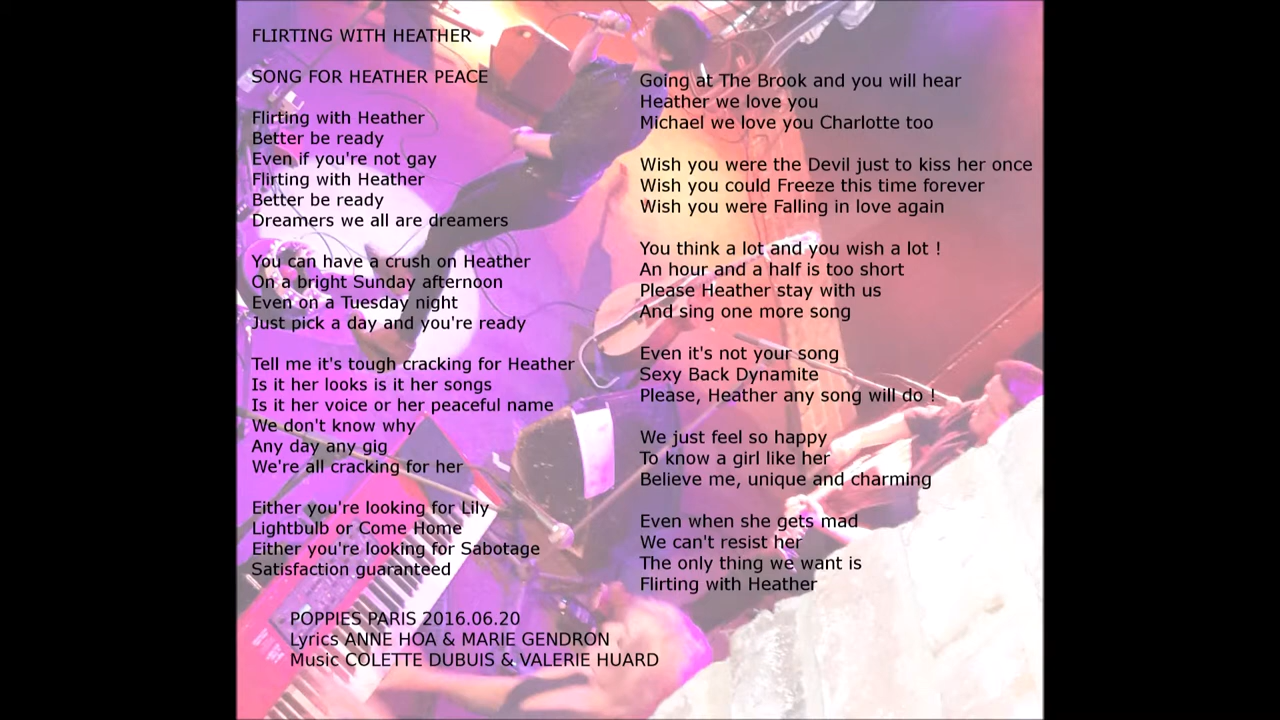 FLIRTING WITH HEATHER
SONG FOR HEATHER PEACE
Flirting with Heather
Better be ready
Even if you're not gay
Flirting with Heather
Better be ready
Dreamers we all are dreamers
You can have a crush on Heather
On a bright Sunday afternoon
Even on a Tuesday night
Just pick a day and you're ready
Tell me it's tough cracking for Heather
Is it her looks is it her songs
Is it her voice or her peaceful name
We don't know why
Any day any gig
We're all cracking for her
Either you're looking for Lily
Lightbulb or Come Home
Either you're looking for Sabotage
Satisfaction guaranteed
Going at The Brook and you will hear
Heather we love you
Michael we love you Charlotte too
Wish you were the Devil just to kiss her once
Wish you could Freeze this time forever
Wish you were Falling in love again
You think a lot and you wish a lot !
An hour and a half is too short
Please Heather stay with us
And sing one more song
Even it's not your song
Sexy Back Dynamite
Please, Heather any song will do !
We just feel so happy
To know a girl like her
Believe me, unique and charming
Even when she gets mad
We can't resist her
The only thing we want is
Flirting with Heather
POPPIES PARIS 2016.06.20
Lyrics ANNE HOA & MARIE GENDRON
Music COLETTE DUBUIS & VALERIE HUARD